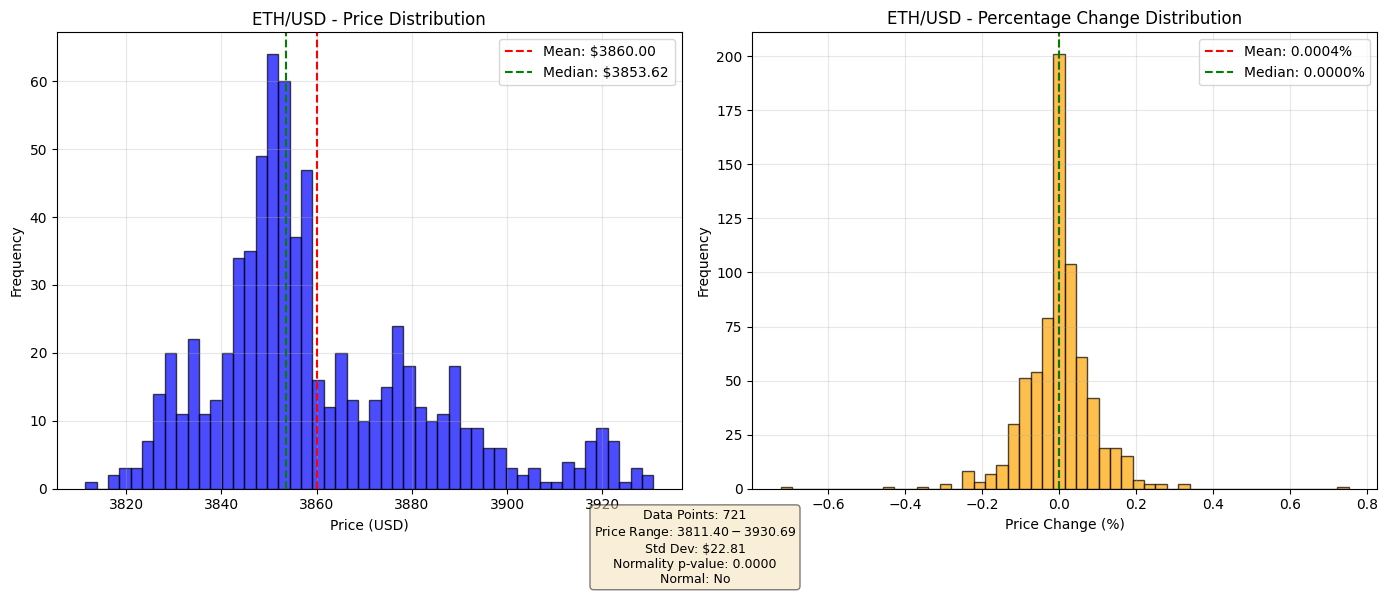 ETH/USD - Price Distribution
Mean: $3860.00
Median: $3853.62
60
50
40
30
20
10
0
Frequency
3820
3840
3860
3880
3900
3920
Price (USD)
ETH/USD - Percentage Change Distribution
Mean: 0.0004%
Median: 0.0000%
200
175
150
125
100
75
50
25
0
Frequency
−0.6
−0.4
−0.2
0.0
0.2
0.4
0.6
0.8
Price Change (%)
Data Points: 721
Price Range: 3811.40 − 3930.69
Std Dev: $22.81
Normality p-value: 0.0000
Normal: No